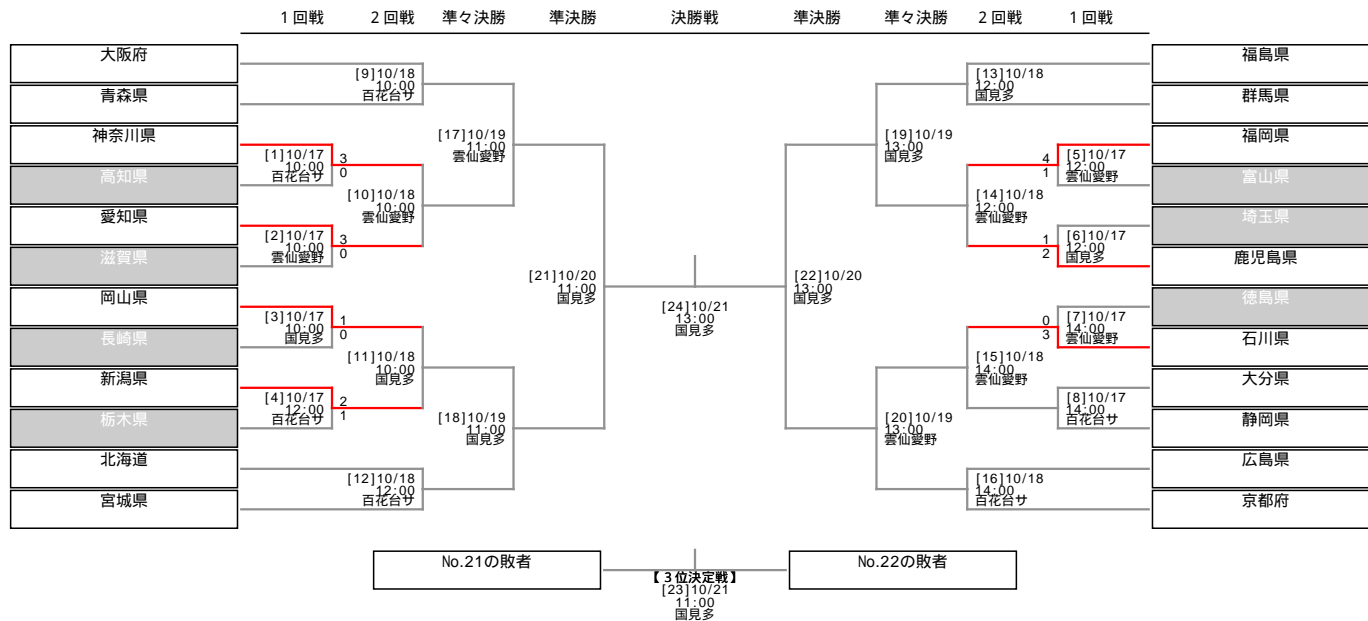 1回戦 2回戦 準々決勝 準決勝 決勝戦 準決勝 準々決勝 2回戦 1回戦
大阪府
青森県
神奈川県
高知県
愛知県
滋賀県
岡山県
長崎県
新潟県
栃木県
北海道
宮城県
[1]10/17
10:00
百花台サ
3
0
[2]10/17
10:00
雲仙愛野
3
0
[3]10/17
10:00
国見多
1
0
[4]10/17
12:00
百花台サ
2
1
[9]10/18
10:00
百花台サ
[10]10/18
10:00
雲仙愛野
[11]10/18
10:00
国見多
[12]10/18
12:00
百花台サ
[17]10/19
11:00
雲仙愛野
[18]10/19
11:00
国見多
[21]10/20
11:00
国見多
[24]10/21
13:00
国見多
[22]10/20
13:00
国見多
[19]10/19
13:00
国見多
[20]10/19
13:00
雲仙愛野
[13]10/18
12:00
国見多
[14]10/18
12:00
雲仙愛野
[15]10/18
14:00
雲仙愛野
[16]10/18
14:00
百花台サ
4
1
[5]10/17
12:00
雲仙愛野
1
2
[6]10/17
12:00
国見多
0
3
[7]10/17
14:00
雲仙愛野
[8]10/17
14:00
百花台サ
福島県
群馬県
福岡県
富山県
埼玉県
鹿児島県
徳島県
石川県
大分県
静岡県
広島県
京都府
No.21の敗者
No.22の敗者
【3位決定戦】
[23]10/21
11:00
国見多